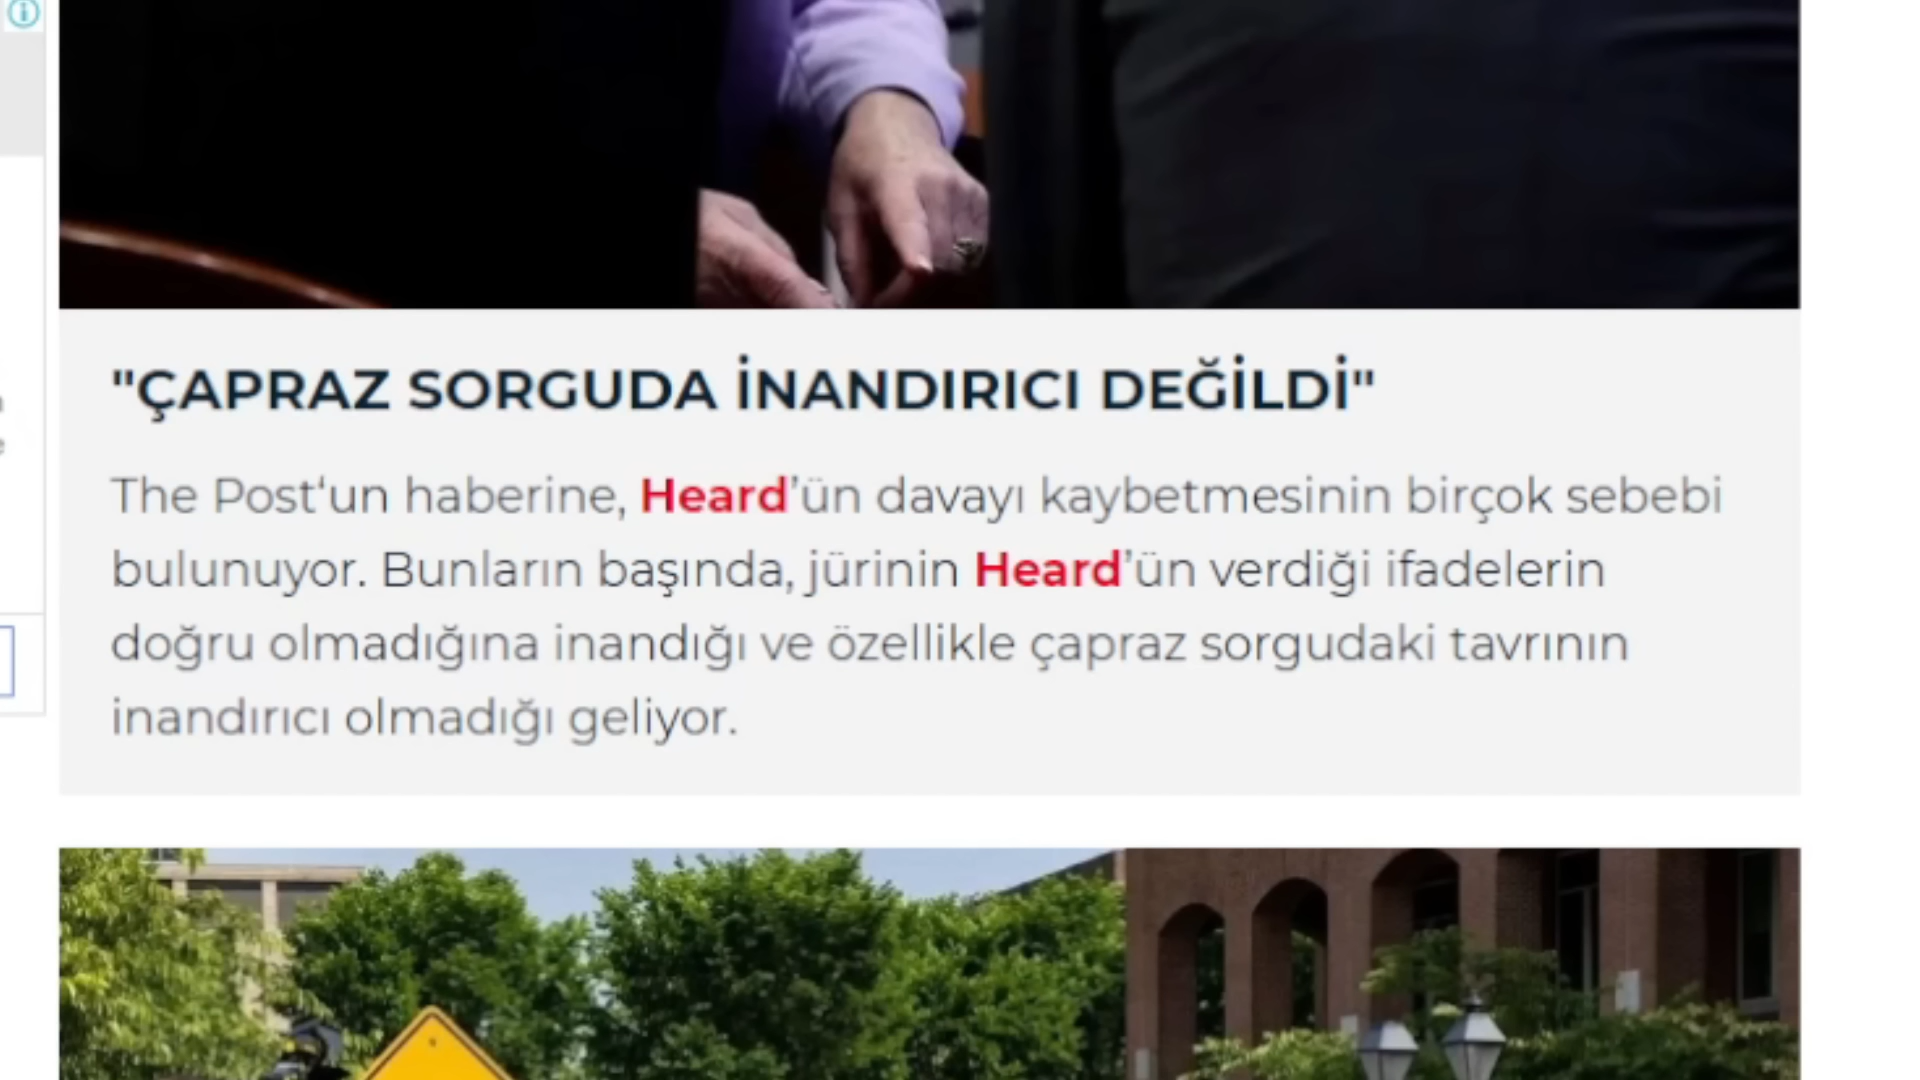 "ÇAPRAZ SORGUDA İNANDIRICI DEĞİLDİ"
The Post‘un haberine, Heard’ün davayı kaybetmesinin birçok sebebi
bulunuyor. Bunların başında, jürinin Heard’ün verdiği ifadelerin
doğru olmadığına inandığı ve özellikle çapraz sorgudaki tavrının
inandırıcı olmadığı geliyor.